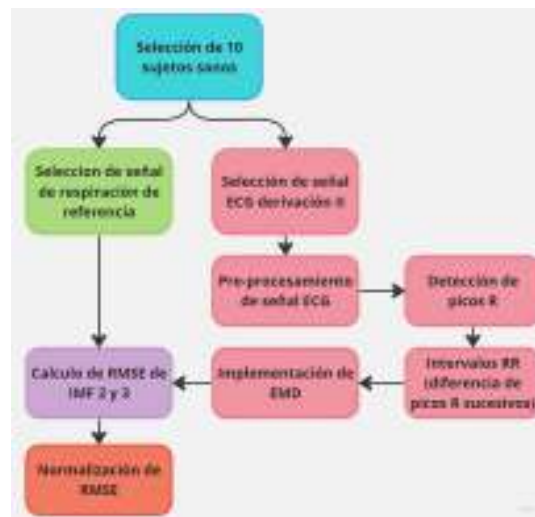 Selección de 10
sujetos sanos
Seleccion de señal
de respiración de
referencia
Selección de señal
ECG derivación II
Pre-procesamiento
de señal ECG
Detección de
picos R
Intervalos RR
(diferencia de
picos R sucesivos)
Implementación de
EMD
Calculo de RMSE de
IMF 2 y 3
Normalización de
RMSE